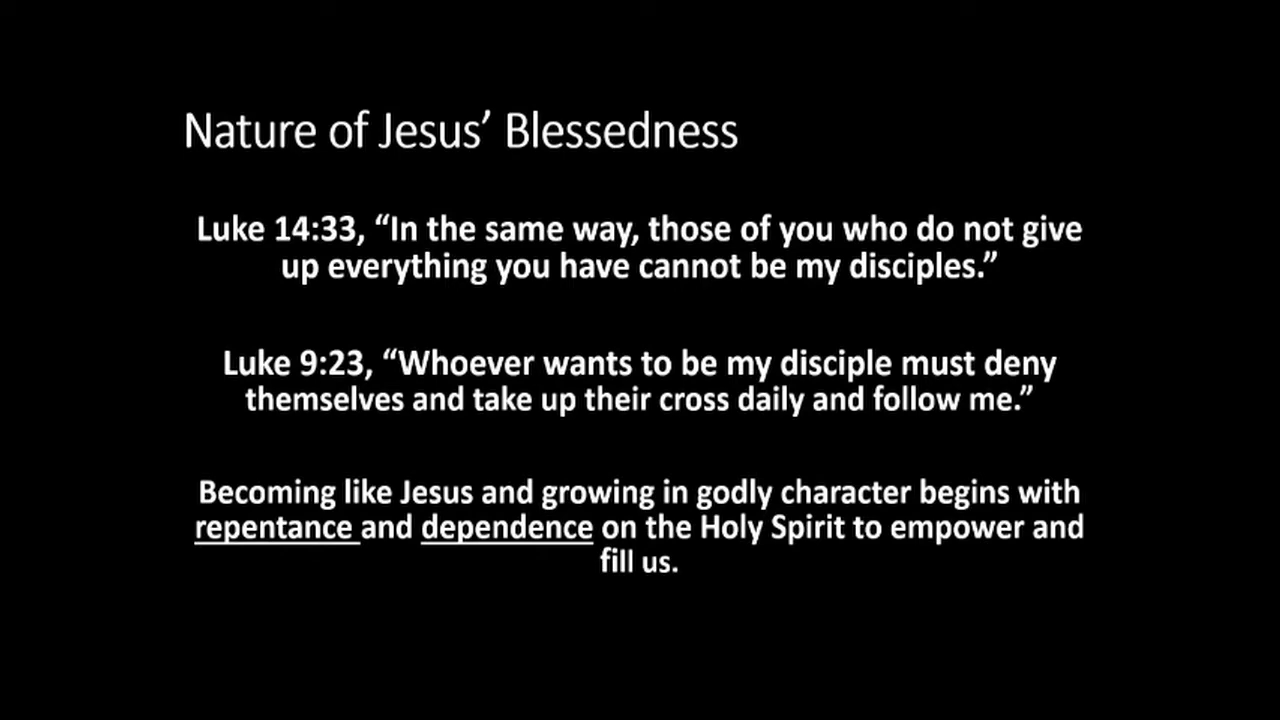 Nature of Jesus’ Blessedness
Luke 14:33, “In the same way, those of you who do not give
up everything you have cannot be my disciples.”
Luke 9:23, “Whoever wants to be my disciple must deny
themselves and take up their cross daily and follow me.”
Becoming like Jesus and growing in godly character begins with
repentance and dependence on the Holy Spirit to empower and
fill us.